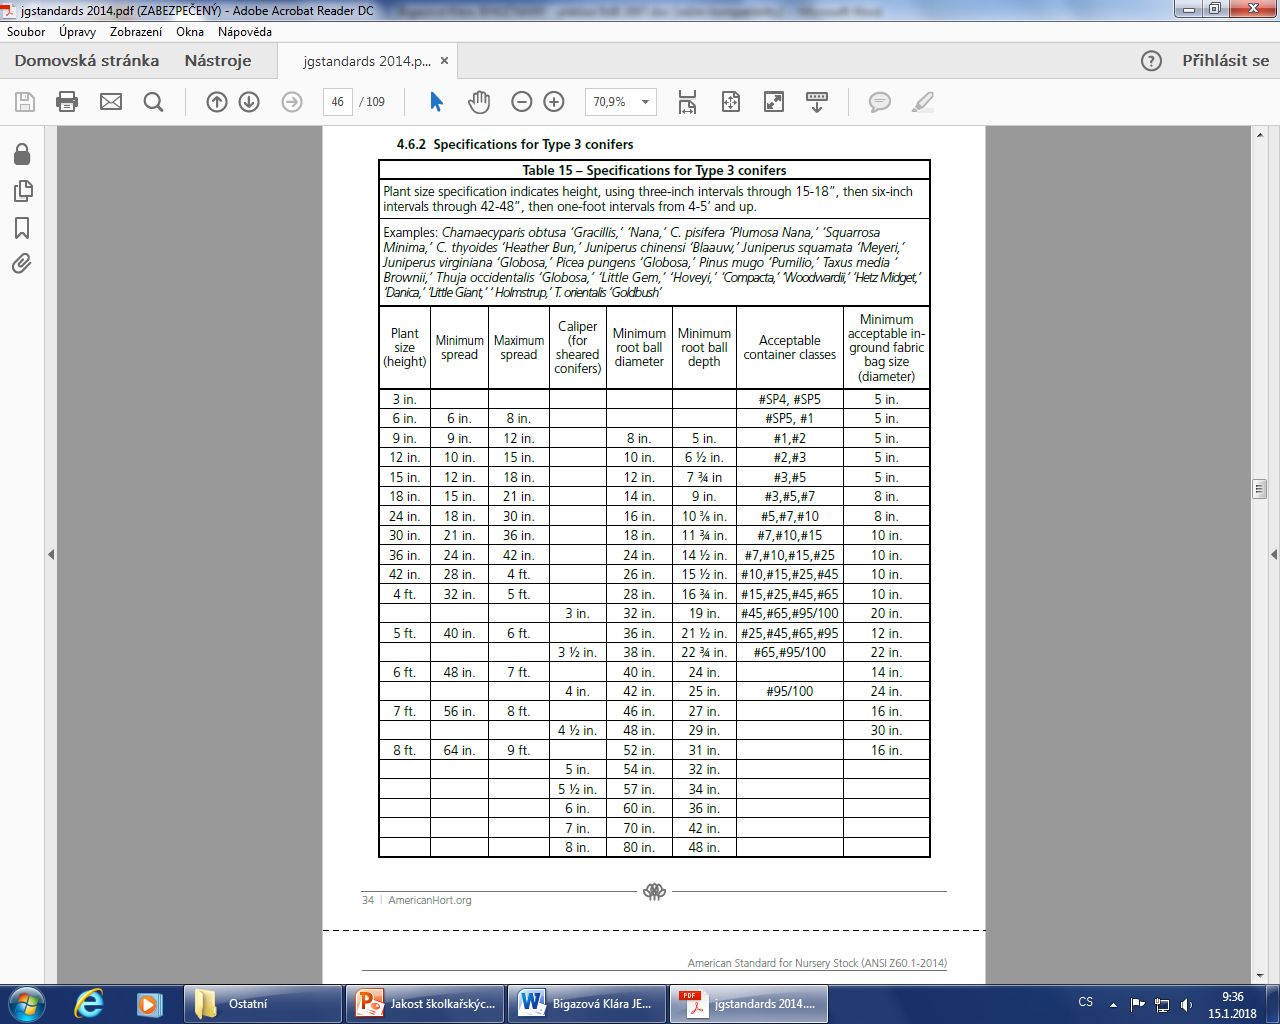 jgstandards 2014.pdf (ZABEZPEČENÝ) - Adobe Acrobat Reader DC
Soubor Úpravy Zobrazení Okna Nápověda
Domovská stránka Nástroje jgstandards 2014.p... × ? Přihlásit se
46 / 109 70,9%
4.6.2 Specifications for Type 3 conifers
Table 15 – Specifications for Type 3 conifers
Plant size specification indicates height, using three-inch intervals through 15-18”, then six-inch
intervals through 42-48”, then one-foot intervals from 4-5’ and up.
Examples: Chamaecyparis obtusa ‘Gracillis,’ ‘Nana,’ C. pisifera ‘Plumosa Nana,’ ‘Squarrosa
Minima,’ C. thyoides ‘Heather Bun,’ Juniperus chinensi ‘Blaauw,’ Juniperus squamata ‘Meyeri,’
Juniperus virginiana ‘Globosa,’ Picea pungens ‘Globosa,’ Pinus mugo ‘Pumilio,’ Taxus media ‘
Brownii,’ Thuja occidentalis ‘Globosa,’ ‘Little Gem,’ ‘Hoveyi,’ ‘Compacta,’ ‘Woodwardii,’ ‘Hetz Midget,’
‘Danica,’ ‘Little Giant,’ ‘ Holmstrup,’ T. orientalis ‘Goldbush’
Plant size (height) Minimum spread Maximum spread Caliper (for sheared conifers) Minimum root ball diameter Minimum root ball depth Acceptable container classes Minimum acceptable in-ground fabric bag size (diameter)
3 in. #SP4, #SP5 5 in.
6 in. 6 in. 8 in. #SP5, #1 5 in.
9 in. 9 in. 12 in. 8 in. 5 in. #1,#2 5 in.
12 in. 10 in. 15 in. 10 in. 6 ½ in. #2,#3 5 in.
15 in. 12 in. 18 in. 12 in. 7 ¾ in #3,#5 5 in.
18 in. 15 in. 21 in. 14 in. 9 in. #3,#5,#7 8 in.
24 in. 18 in. 30 in. 16 in. 10 ⅜ in. #5,#7,#10 8 in.
30 in. 21 in. 36 in. 18 in. 11 ¾ in. #7,#10,#15 10 in.
36 in. 24 in. 42 in. 24 in. 14 ½ in. #7,#10,#15,#25 10 in.
42 in. 28 in. 4 ft. 26 in. 15 ½ in. #10,#15,#25,#45 10 in.
4 ft. 32 in. 5 ft. 28 in. 16 ¾ in. #15,#25,#45,#65 10 in.
3 in. 32 in. 19 in. #45,#65,#95/100 20 in.
5 ft. 40 in. 6 ft. 36 in. 21 ½ in. #25,#45,#65,#95 12 in.
3 ½ in. 38 in. 22 ¾ in. #65,#95/100 22 in.
6 ft. 48 in. 7 ft. 40 in. 24 in. 14 in.
4 in. 42 in. 25 in. #95/100 24 in.
7 ft. 56 in. 8 ft. 46 in. 27 in. 16 in.
4 ½ in. 48 in. 29 in. 30 in.
8 ft. 64 in. 9 ft. 52 in. 31 in. 16 in.
5 in. 54 in. 32 in.
5 ½ in. 57 in. 34 in.
6 in. 60 in. 36 in.
7 in. 70 in. 42 in.
8 in. 80 in. 48 in.
34 | AmericanHort.org
American Standard for Nursery Stock (ANSI Z60.1-2014)
Ostatní Jakost školkařskýc... Bigazová Klára JE... jgstandards 2014.... CS 9:36
15.1.2018